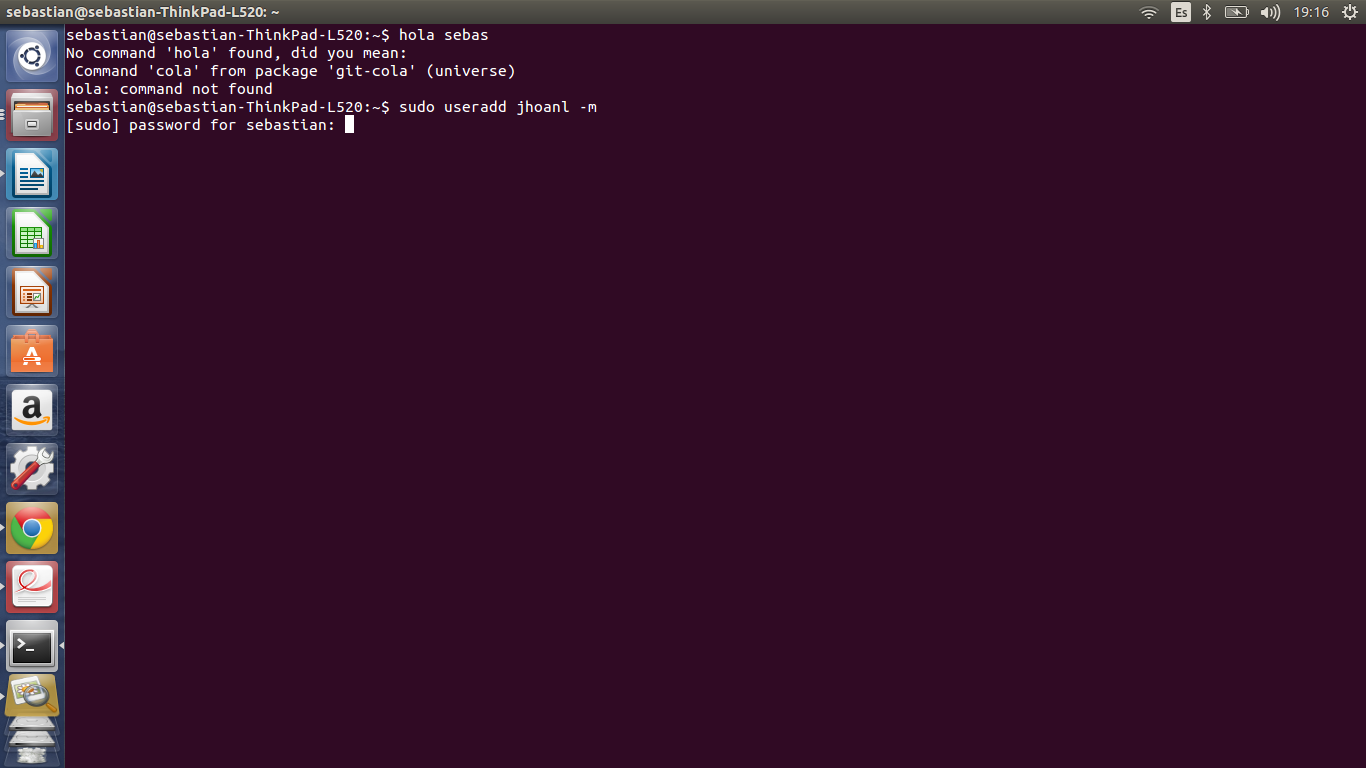 sebastian@sebastian-ThinkPad-L520: ~
Es
19:16
sebastian@sebastian-ThinkPad-L520:~$ hola sebas
No command 'hola' found, did you mean:
 Command 'cola' from package 'git-cola' (universe)
hola: command not found
sebastian@sebastian-ThinkPad-L520:~$ sudo useradd jhoanl -m
[sudo] password for sebastian: